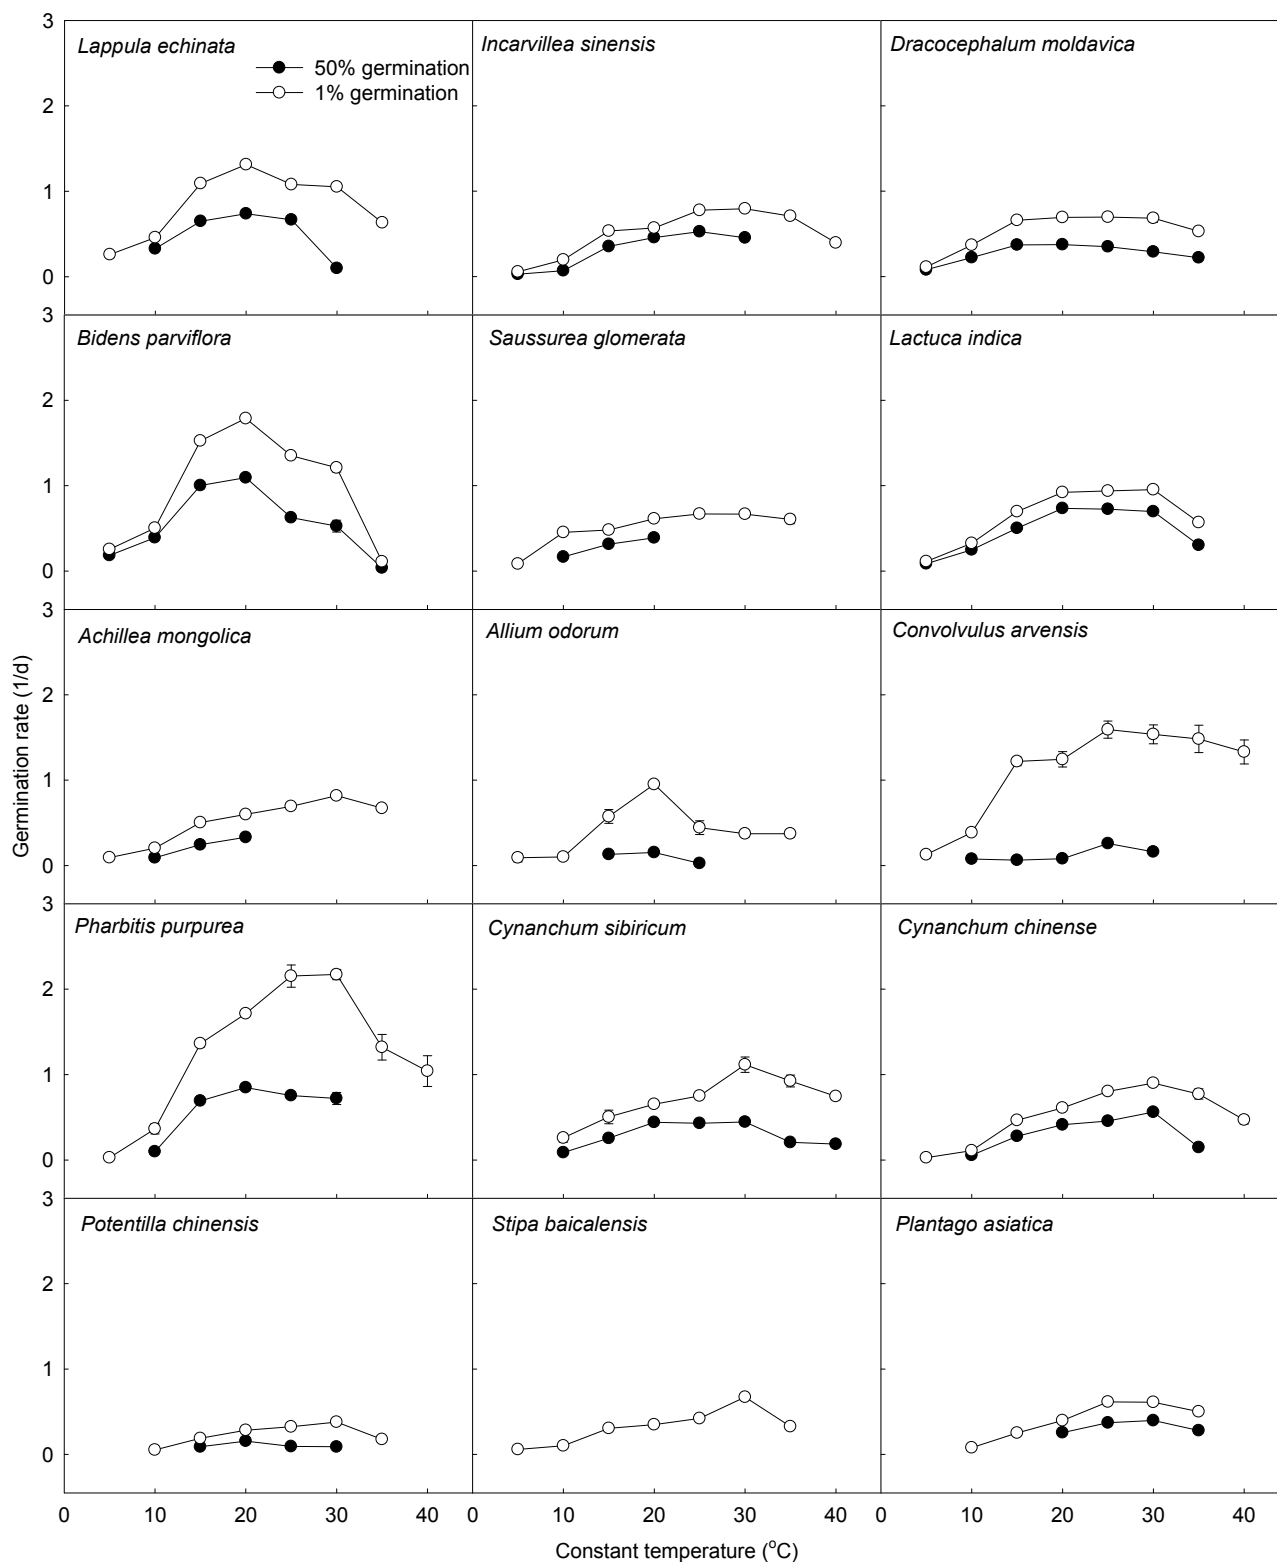 3
Lappula echinata
Incarvillea sinensis
Dracocephalum moldavica
50% germination
1% germination
2
1
0
3
Bidens parviflora
Saussurea glomerata
Lactuca indica
2
1
0
3
Achillea mongolica
Allium odorum
Convolvulus arvensis
2
1
0
Germination rate (1/d)
3
Pharbitis purpurea
Cynanchum sibiricum
Cynanchum chinense
2
1
0
3
Potentilla chinensis
Stipa baicalensis
Plantago asiatica
2
1
0
0 10 20 30 40 0 10 20 30 40 0 10 20 30 40
Constant temperature (°C)